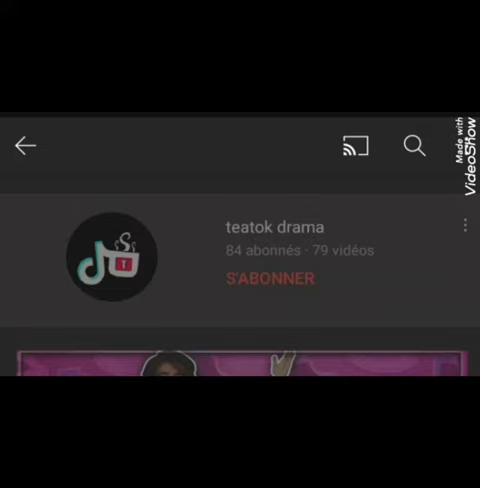 Made with
VideoShow
teatok drama
84 abonnés · 79 vidéos
S'ABONNER
T